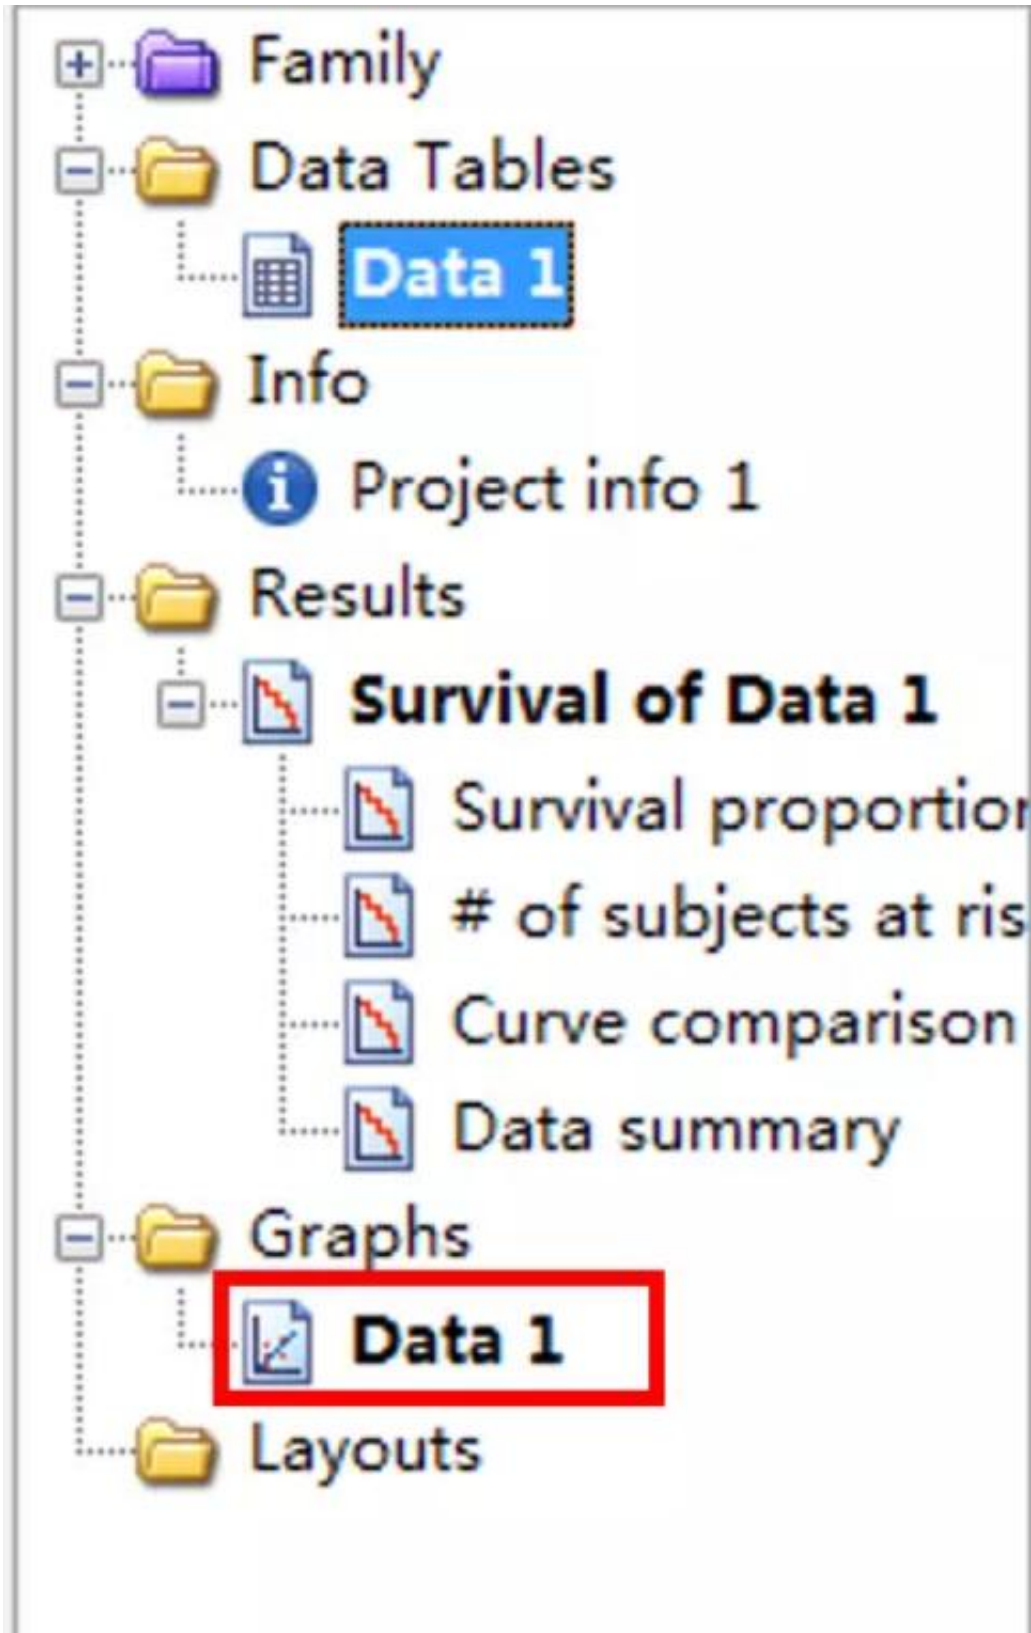 Family
Data Tables
Data 1
Info
Project info 1
Results
Survival of Data 1
Survival proportion
# of subjects at ris
Curve comparison
Data summary
Graphs
Data 1
Layouts